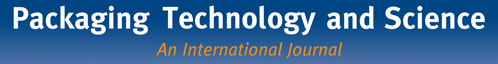 Packaging Technology and Science
An International Journal